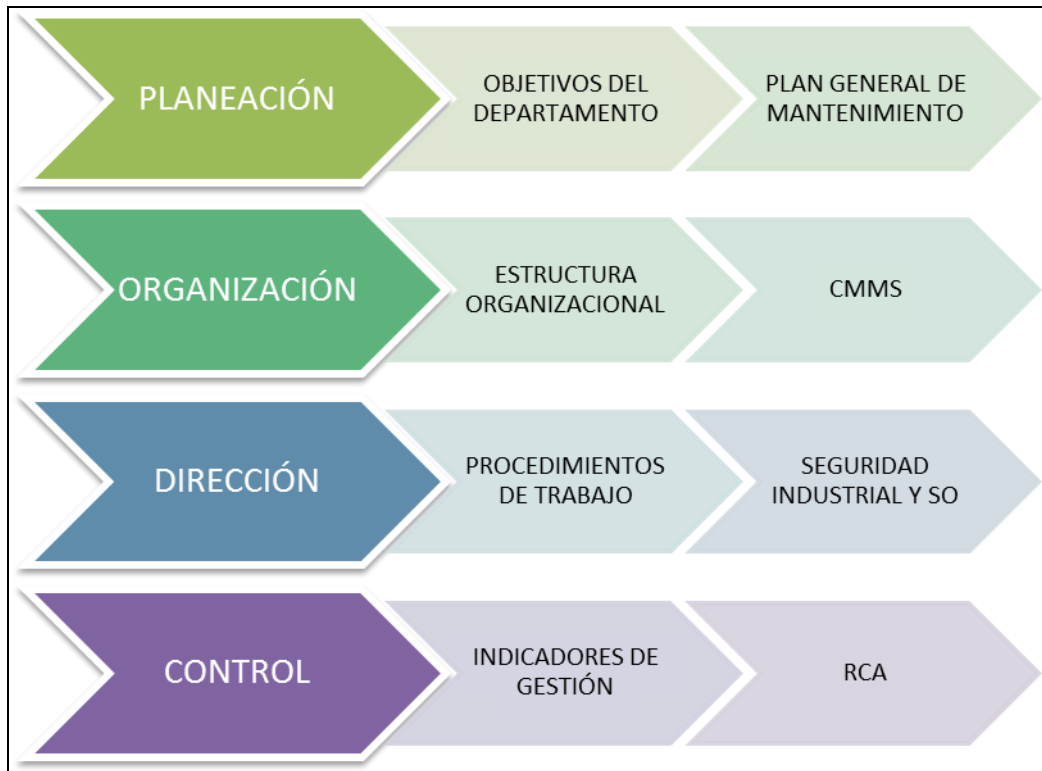 PLANEACIÓN
OBJETIVOS DEL
DEPARTAMENTO
PLAN GENERAL DE
MANTENIMIENTO
ORGANIZACIÓN
ESTRUCTURA
ORGANIZACIONAL
CMMS
DIRECCIÓN
PROCEDIMIENTOS
DE TRABAJO
SEGURIDAD
INDUSTRIAL Y SO
CONTROL
INDICADORES DE
GESTIÓN
RCA